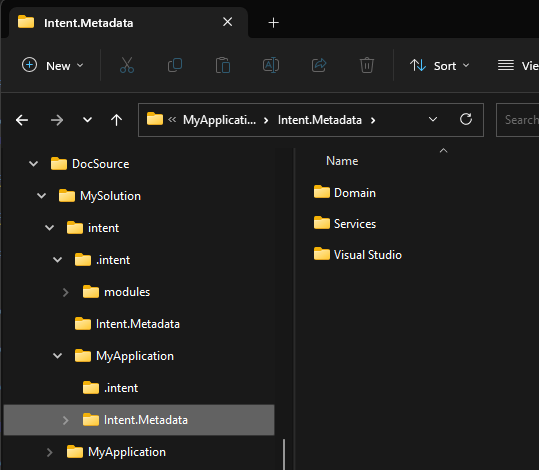 Intent.Metadata
New
Sort
Vie
MyApplicati...
Intent.Metadata
Search
DocSource
MySolution
intent
.intent
modules
Intent.Metadata
MyApplication
.intent
Intent.Metadata
MyApplication
Name
Domain
Services
Visual Studio